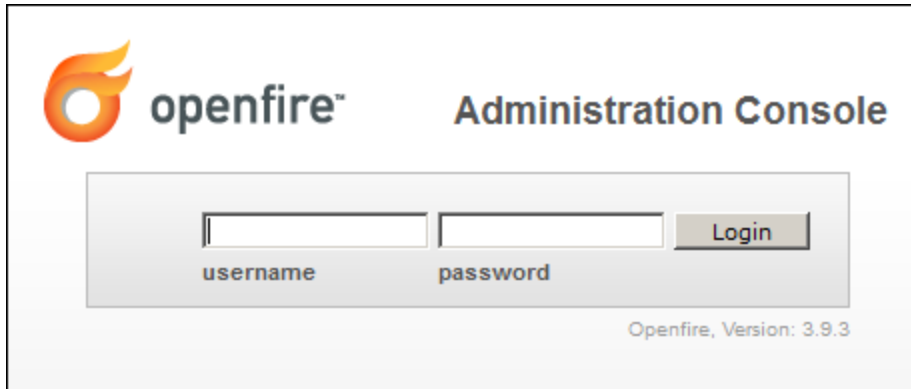 openfire™
Administration Console
Login
username password
Openfire, Version: 3.9.3